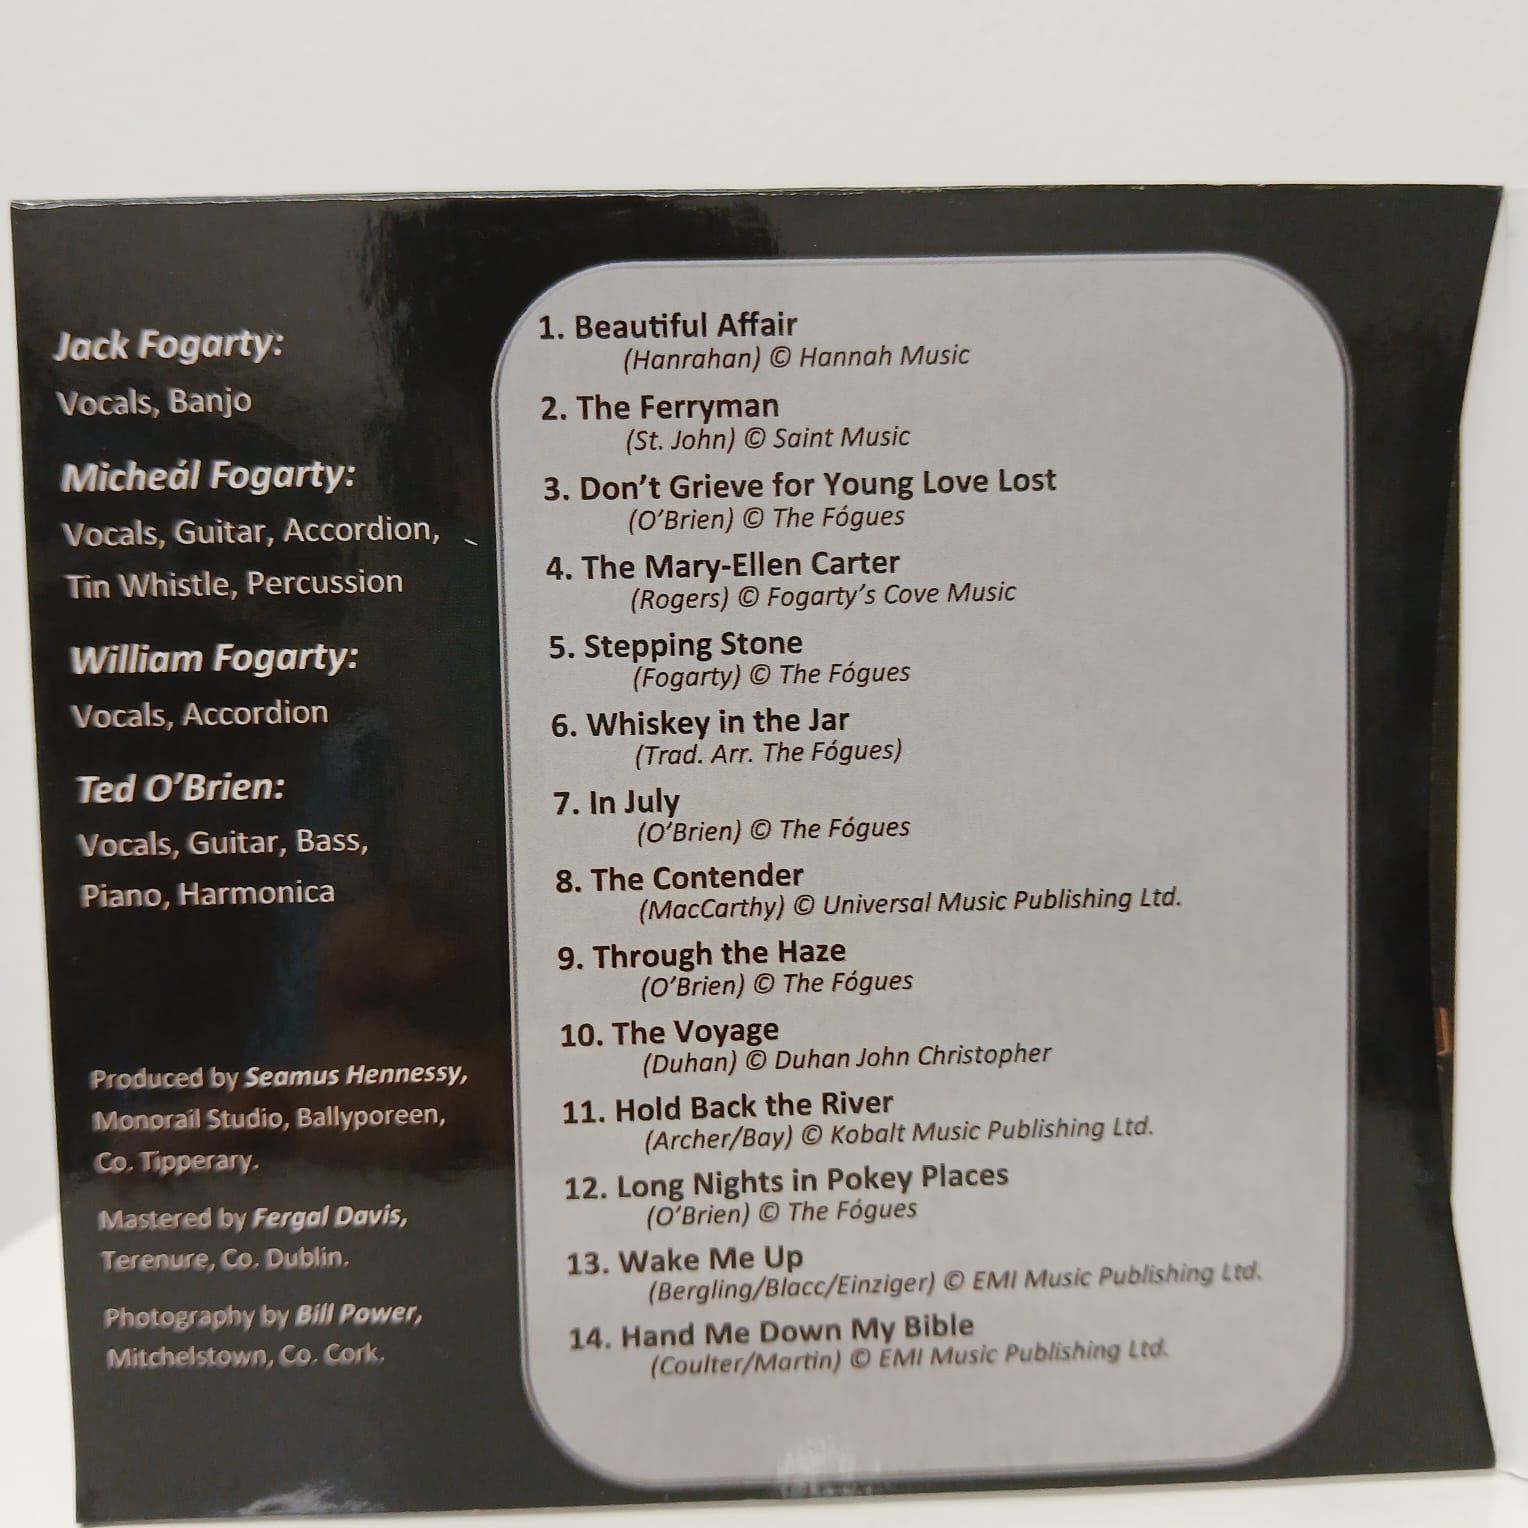 Jack Fogarty:
Vocals, Banjo
Micheál Fogarty:
Vocals, Guitar, Accordion,
Tin Whistle, Percussion
William Fogarty:
Vocals, Accordion
Ted O’Brien:
Vocals, Guitar, Bass,
Piano, Harmonica
Produced by Seamus Hennessy,
Monorail Studio, Ballyporeen,
Co. Tipperary.
Mastered by Fergal Davis,
Terenure, Co. Dublin.
Photography by Bill Power,
Mitchelstown, Co. Cork.
1. Beautiful Affair
(Hanrahan) © Hannah Music
2. The Ferryman
(St. John) © Saint Music
3. Don’t Grieve for Young Love Lost
(O’Brien) © The Fógues
4. The Mary-Ellen Carter
(Rogers) © Fogarty’s Cove Music
5. Stepping Stone
(Fogarty) © The Fógues
6. Whiskey in the Jar
(Trad. Arr. The Fógues)
7. In July
(O’Brien) © The Fógues
8. The Contender
(MacCarthy) © Universal Music Publishing Ltd.
9. Through the Haze
(O’Brien) © The Fógues
10. The Voyage
(Duhan) © Duhan John Christopher
11. Hold Back the River
(Archer/Bay) © Kobalt Music Publishing Ltd.
12. Long Nights in Pokey Places
(O’Brien) © The Fógues
13. Wake Me Up
(Bergling/Blacc/Einziger) © EMI Music Publishing Ltd.
14. Hand Me Down My Bible
(Coulter/Martin) © EMI Music Publishing Ltd.